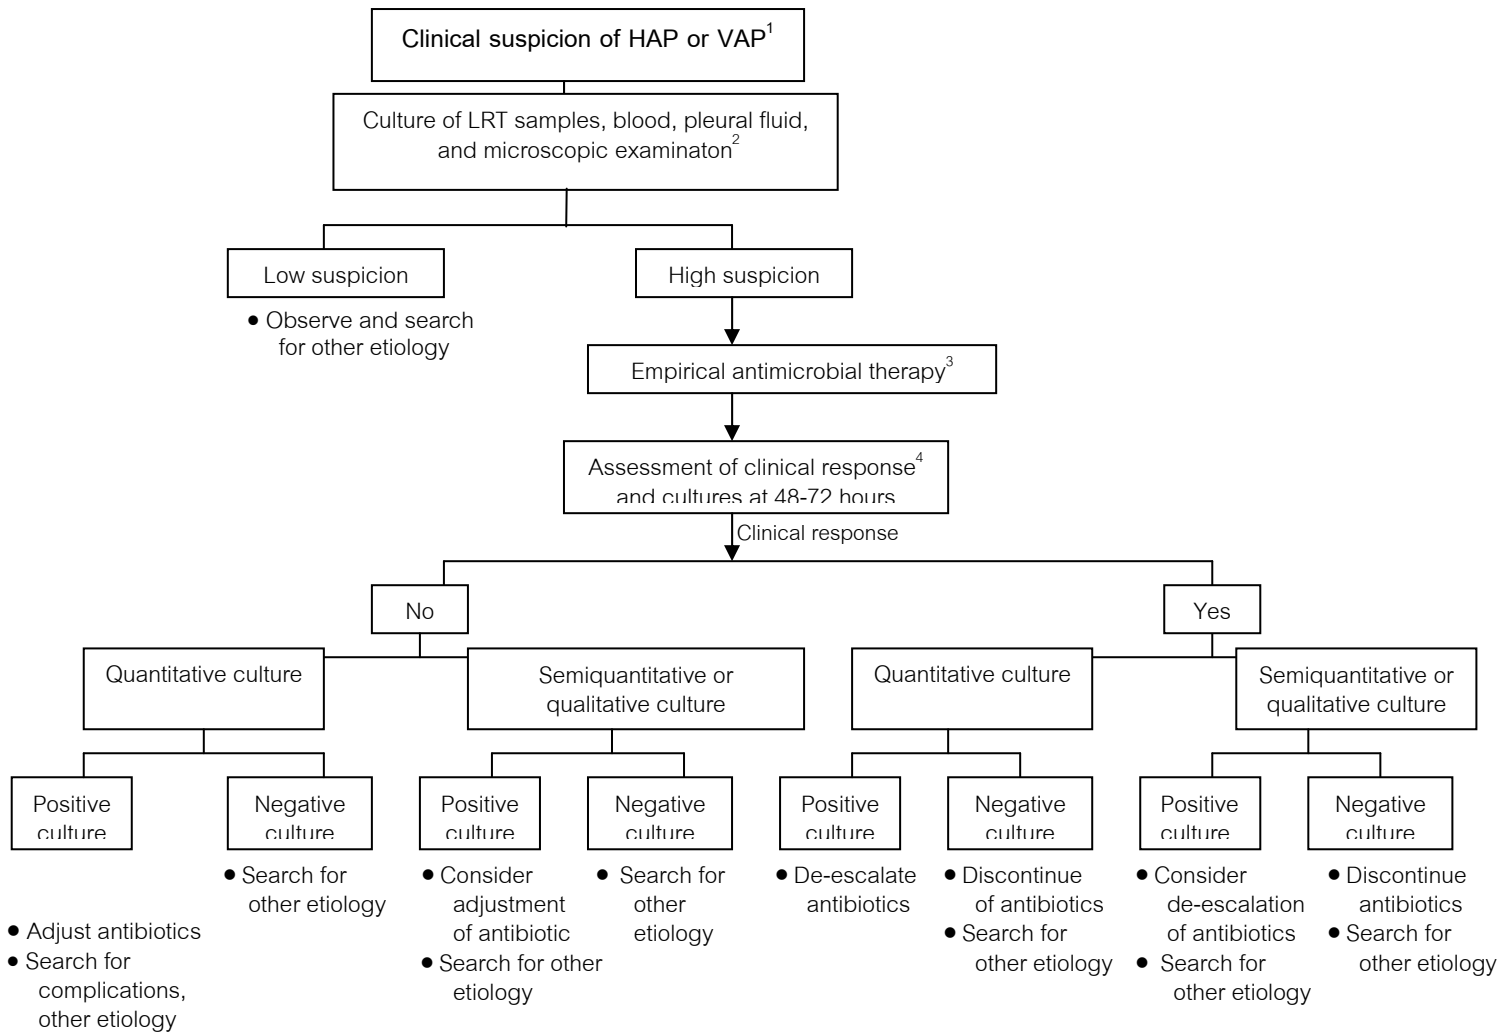 Clinical suspicion of HAP or VAP1
Culture of LRT samples, blood, pleural fluid,
and microscopic examinaton2
Low suspicion
High suspicion
• Observe and search
for other etiology
Empirical antimicrobial therapy3
Assessment of clinical response4
and cultures at 48-72 hours
Clinical response
No
Yes
Quantitative culture
Semiquantitative or
qualitative culture
Quantitative culture
Semiquantitative or
qualitative culture
Positive
culture
Negative
culture
Positive
culture
Negative
culture
Positive
culture
Negative
culture
Positive
culture
Negative
culture
• Adjust antibiotics
• Search for
complications,
other etiology
• Search for
other etiology
• Consider
adjustment
of antibiotic
• Search for other
etiology
• Search for
other
etiology
• De-escalate
antibiotics
• Discontinue
of antibiotics
• Search for
other etiology
• Consider
de-escalation
of antibiotics
• Search for
other etiology
• Discontinue
antibiotics
• Search for
other etiology